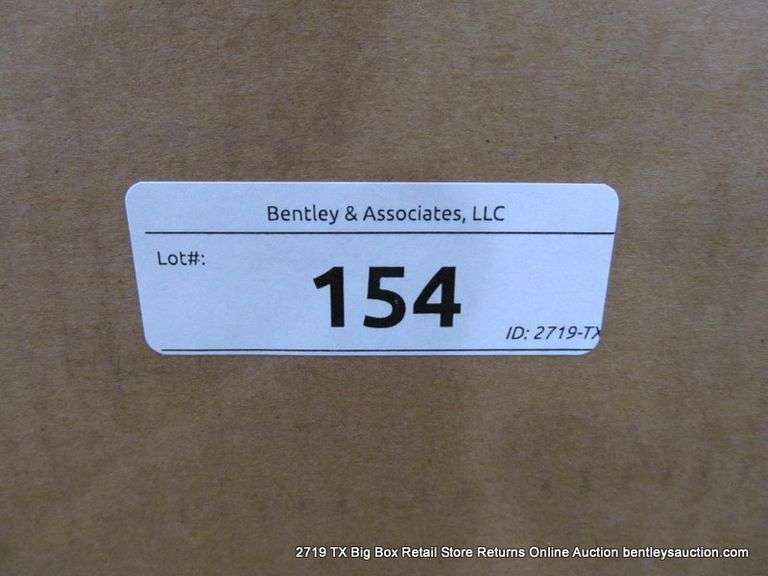 Bentley & Associates, LLC
Lot#:
154
ID: 2719-TX
2719 TX Big Box Retail Store Returns Online Auction bentleysauction.com